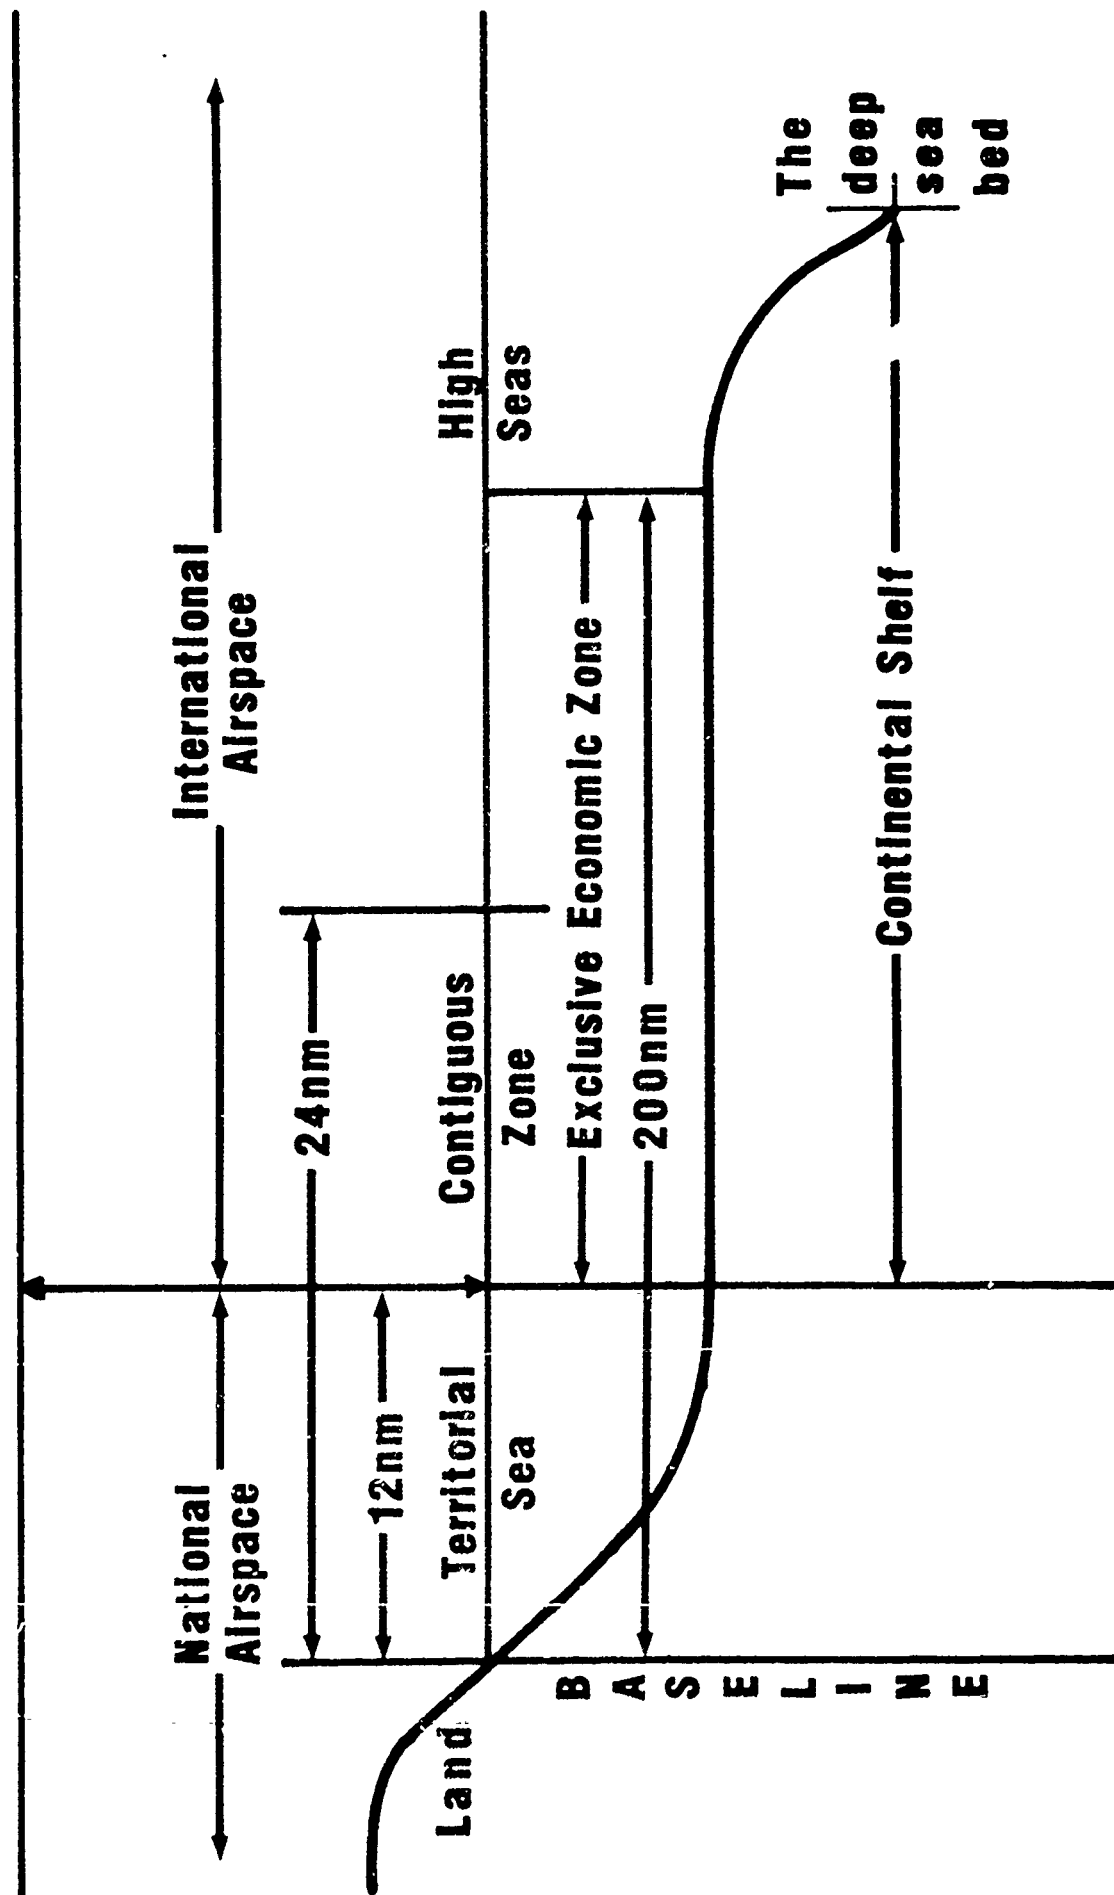 National
Airspace
International
Airspace
24nm
12nm
Land
Territorial
Sea
Contiguous
Zone
High
Seas
Exclusive Economic Zone
200nm
BASELINE
Continental Shelf
The
deep
sea
bed